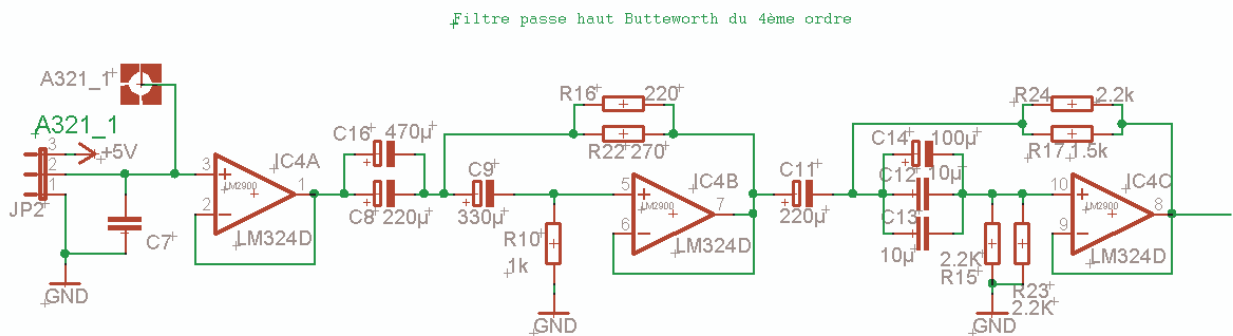 Filtre passe haut Butteworth du 4ème ordre
A321_1
A321_1
3
2
1
+5V
JP2
C7
GND
3
2
1
IC4A
LM2900
LM324D
C16
470µ
C8
220µ
C9
330µ
R16
220
R22
270
R10
1k
GND
5
6
7
IC4B
LM2900
LM324D
C11
220µ
C14
100µ
C12
10µ
C13
10µ
R24
2.2k
R17
1.5k
2.2K
R15
R23
2.2K
GND
10
9
8
IC4C
LM2900
LM324D